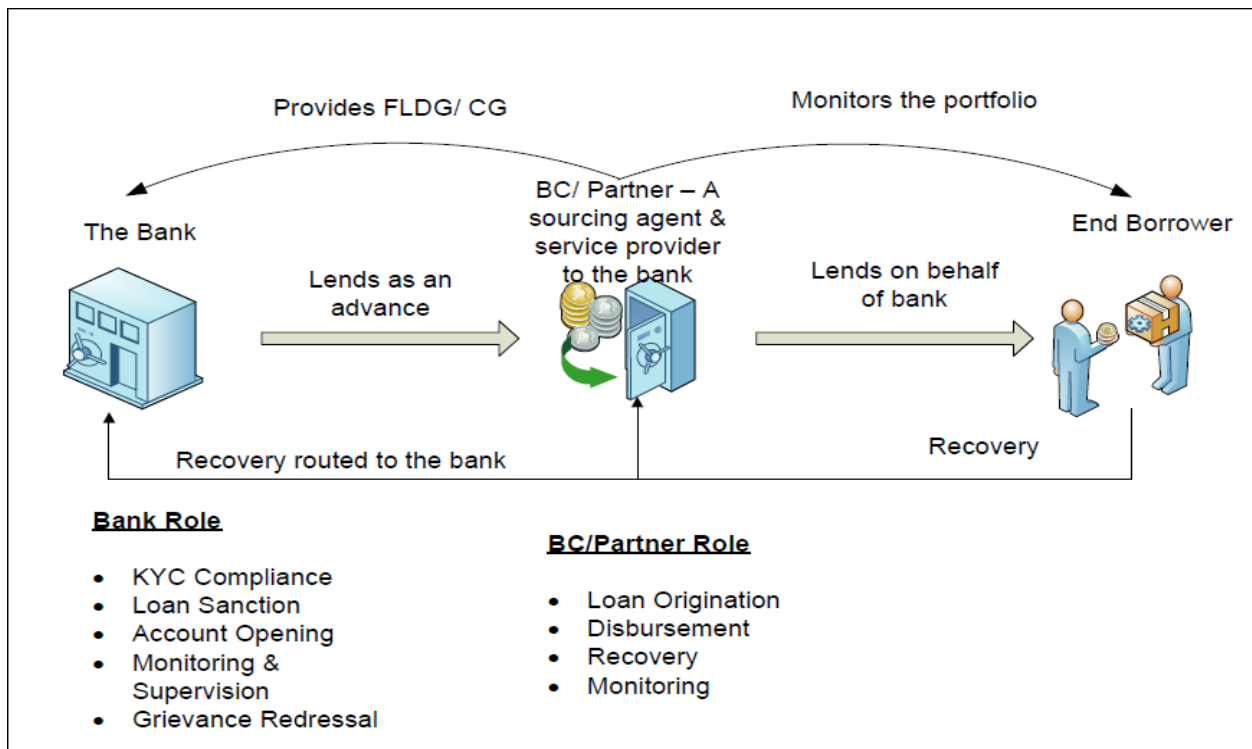 Provides FLDG/ CG
Monitors the portfolio
The Bank
BC/ Partner – A
sourcing agent &
service provider
to the bank
End Borrower
Lends as an
advance
Lends on behalf
of bank
Recovery routed to the bank
Recovery
Bank Role
• KYC Compliance
• Loan Sanction
• Account Opening
• Monitoring &
Supervision
• Grievance Redressal
BC/Partner Role
• Loan Origination
• Disbursement
• Recovery
• Monitoring